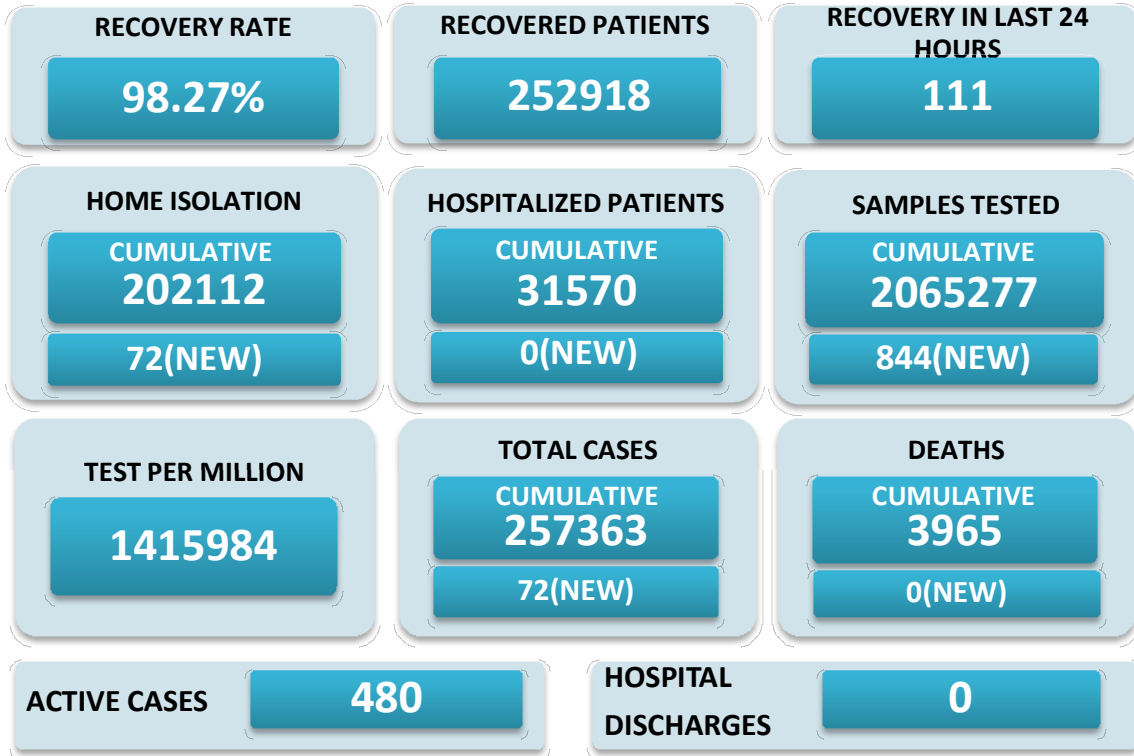 RECOVERY RATE
98.27%
RECOVERED PATIENTS
252918
RECOVERY IN LAST 24
HOURS
111
HOME ISOLATION
CUMULATIVE
202112
72(NEW)
HOSPITALIZED PATIENTS
CUMULATIVE
31570
0(NEW)
SAMPLES TESTED
CUMULATIVE
2065277
844(NEW)
TEST PER MILLION
1415984
TOTAL CASES
CUMULATIVE
257363
72(NEW)
DEATHS
CUMULATIVE
3965
0(NEW)
ACTIVE CASES
480
HOSPITAL
DISCHARGES
0